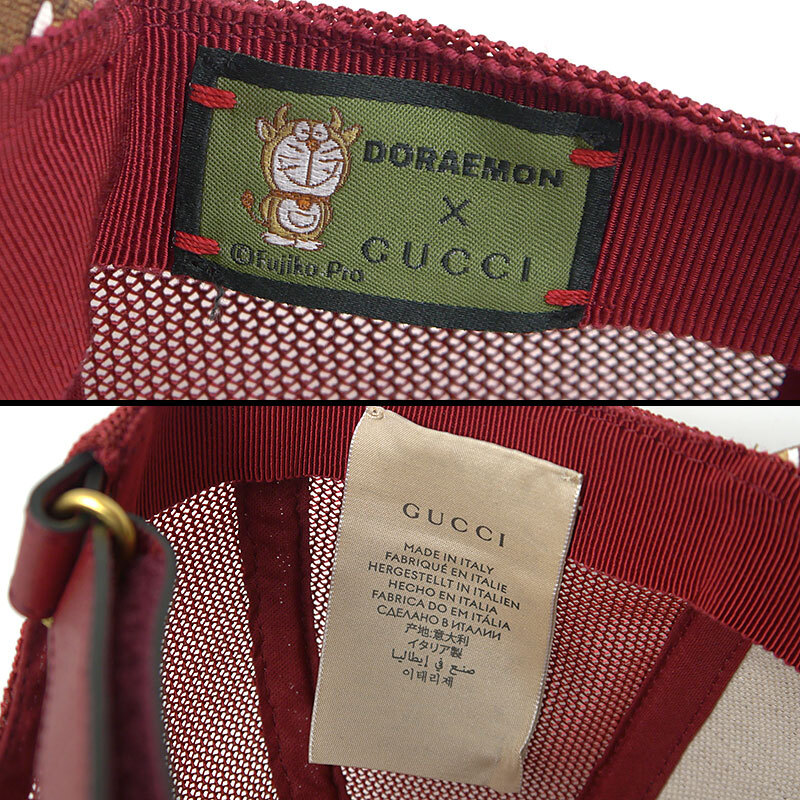 DORAEMON
X
GUCCI
©Fujiko Pro
GUCCI
MADE IN ITALY
FABRIQUÉ EN ITALIE
HERGESTELLT IN ITALIEN
HECHO EN ITALIA
FABRICA DO EM ITÁLIA
СДЕЛАНО В ИТАЛИИ
产地:意大利
イタリア製
صنع في إيطاليا
이태리제